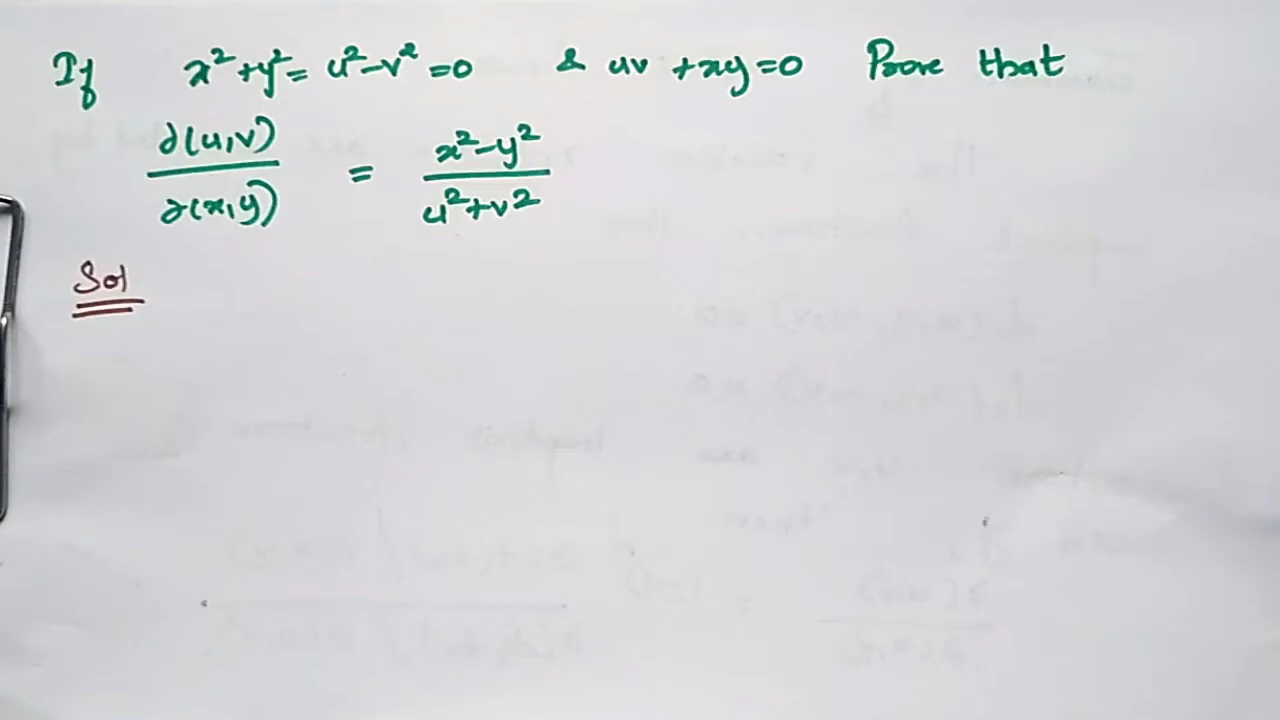 If x² + y² = u² - v² = 0 & uv + xy = 0 Prove that
∂(u,v) / ∂(x,y) = x² - y² / u² + v²
Sol